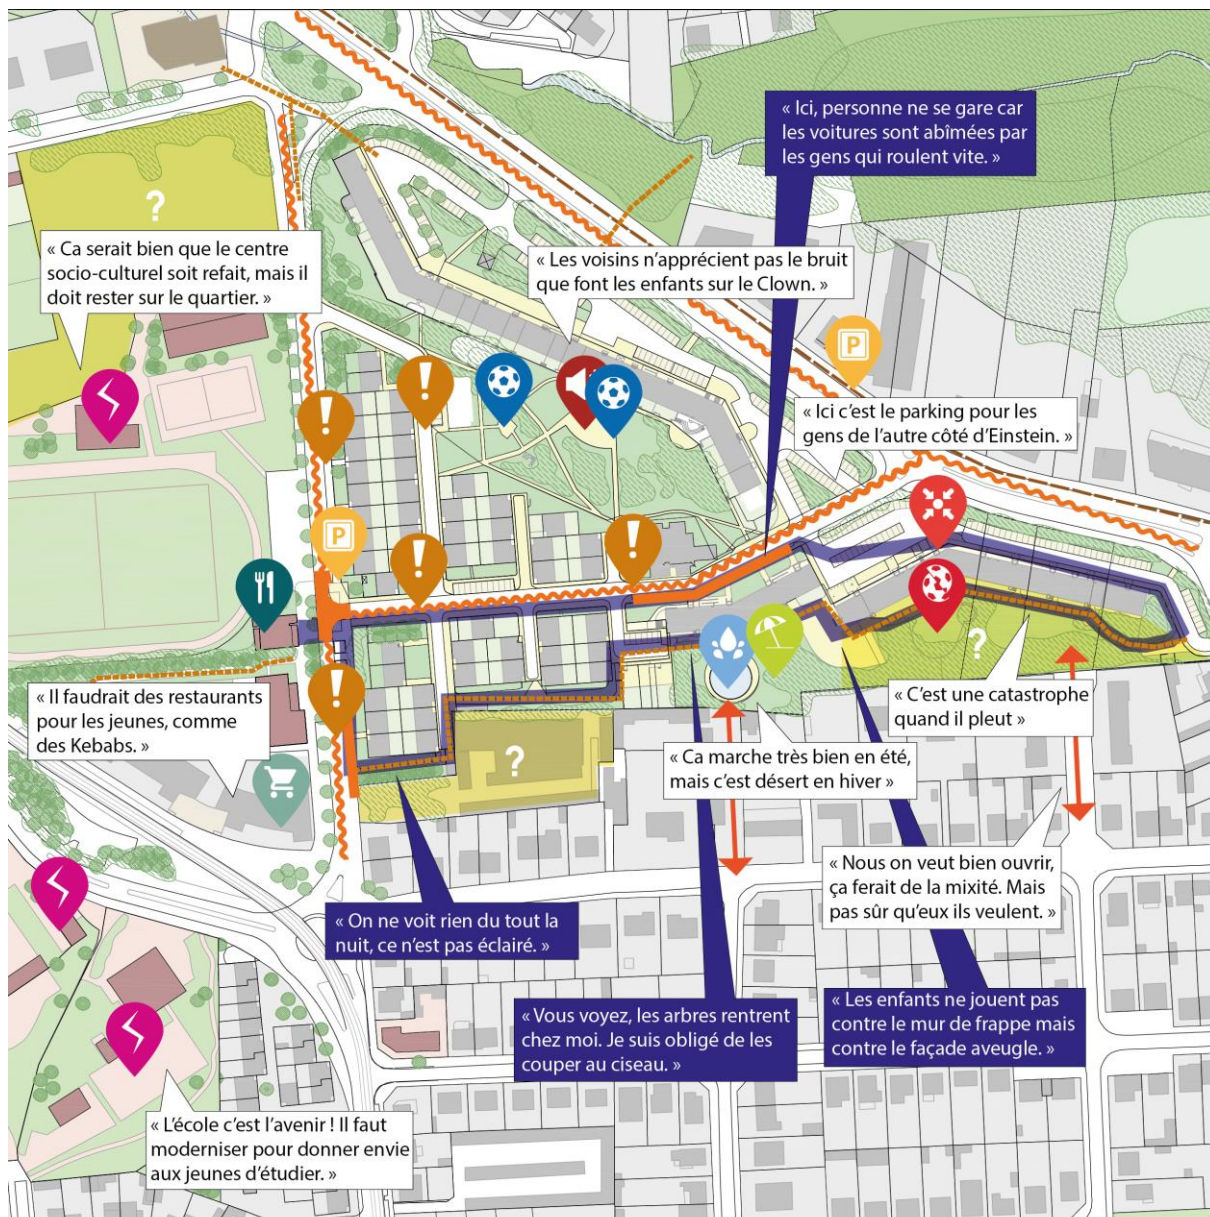 « Ici, personne ne se gare car
les voitures sont abîmées par
les gens qui roulent vite. »
?
« Ca serait bien que le centre
socio-culturel soit refait, mais il
doit rester sur le quartier. »
« Les voisins n’apprécient pas le bruit
que font les enfants sur le Clown. »
P
!
!
« Ici c’est le parking pour les
gens de l’autre côté d’Einstein. »
P
!
!
?
« Il faudrait des restaurants
pour les jeunes, comme
des Kebabs. »
!
« C’est une catastrophe
quand il pleut »
?
« Ca marche très bien en été,
mais c’est désert en hiver »
« Nous on veut bien ouvrir,
ça ferait de la mixité. Mais
pas sûr qu’eux ils veulent. »
« On ne voit rien du tout la
nuit, ce n’est pas éclairé. »
« Vous voyez, les arbres rentrent
chez moi. Je suis obligé de les
couper au ciseau. »
« Les enfants ne jouent pas
contre le mur de frappe mais
contre le façade aveugle. »
« L’école c’est l’avenir ! Il faut
moderniser pour donner envie
aux jeunes d’étudier. »